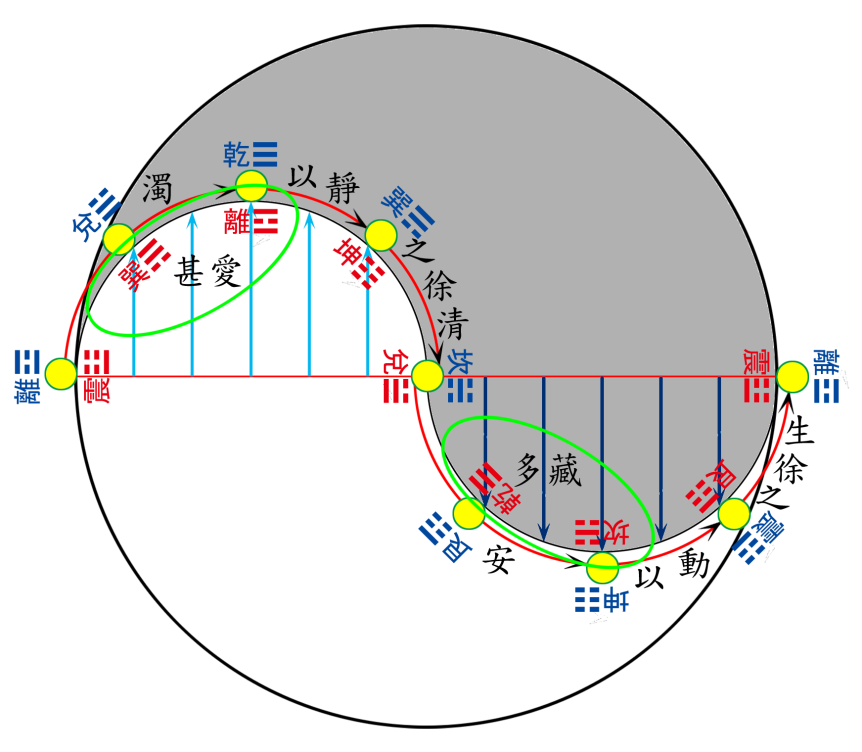 乾☰
濁
以靜
兌☱
巽☴
離☲
巽☴
坤☷
之徐清
甚愛
離☲
震☳
兌☱
坎☵
震☳
離☲
多藏
乾☰
艮☶
生徐之
艮☶
安
坎☵
以動
震☳
坤☷